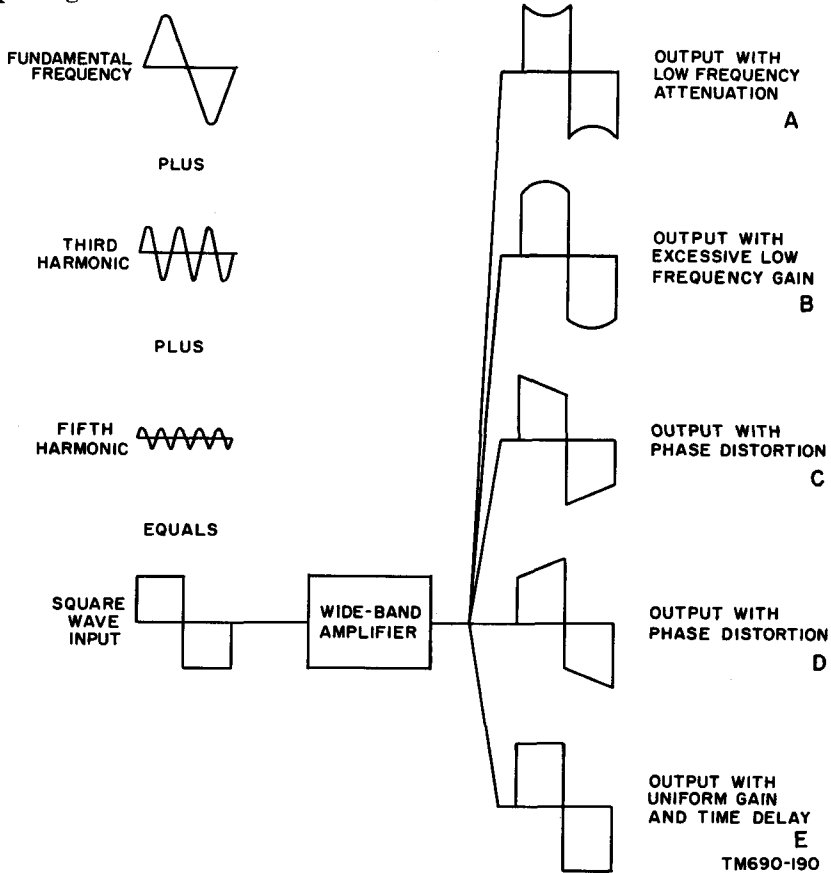 FUNDAMENTAL
FREQUENCY
PLUS
THIRD
HARMONIC
PLUS
FIFTH
HARMONIC
EQUALS
SQUARE
WAVE
INPUT
WIDE-BAND
AMPLIFIER
OUTPUT WITH
LOW FREQUENCY
ATTENUATION
A
OUTPUT WITH
EXCESSIVE LOW
FREQUENCY GAIN
B
OUTPUT WITH
PHASE DISTORTION
C
OUTPUT WITH
PHASE DISTORTION
D
OUTPUT WITH
UNIFORM GAIN
AND TIME DELAY
E
TM690-190